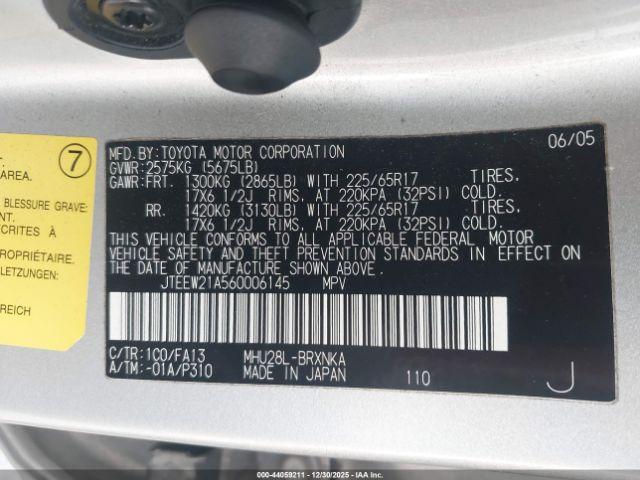 7
AREA.
BLESSURE GRAVE:
ENT.
CRITES À
PROPRIÉTAIRE.
LETZUNGEN:
REICH
MFD. BY: TOYOTA MOTOR CORPORATION 06/05
GVWR: 2575KG (5675LB)
GAWR: FRT. 1300KG (2865LB) WITH 225/65R17 TIRES.
17X6 1/2J RIMS, AT 220KPA (32PSI) COLD.
RR. 1420KG (3130LB) WITH 225/65R17 TIRES.
17X6 1/2J RIMS, AT 220KPA (32PSI) COLD.
THIS VEHICLE CONFORMS TO ALL APPLICABLE FEDERAL MOTOR
VEHICLE SAFETY AND THEFT PREVENTION STANDARDS IN EFFECT ON
THE DATE OF MANUFACTURE SHOWN ABOVE.
JTEEW21A560006145 MPV
C/TR: 1C0/FA13 MHU28L-BRXNKA
A/TM: -01A/P310 MADE IN JAPAN 110 J
000-44059211 - 12/30/2025 - IAAI.COM